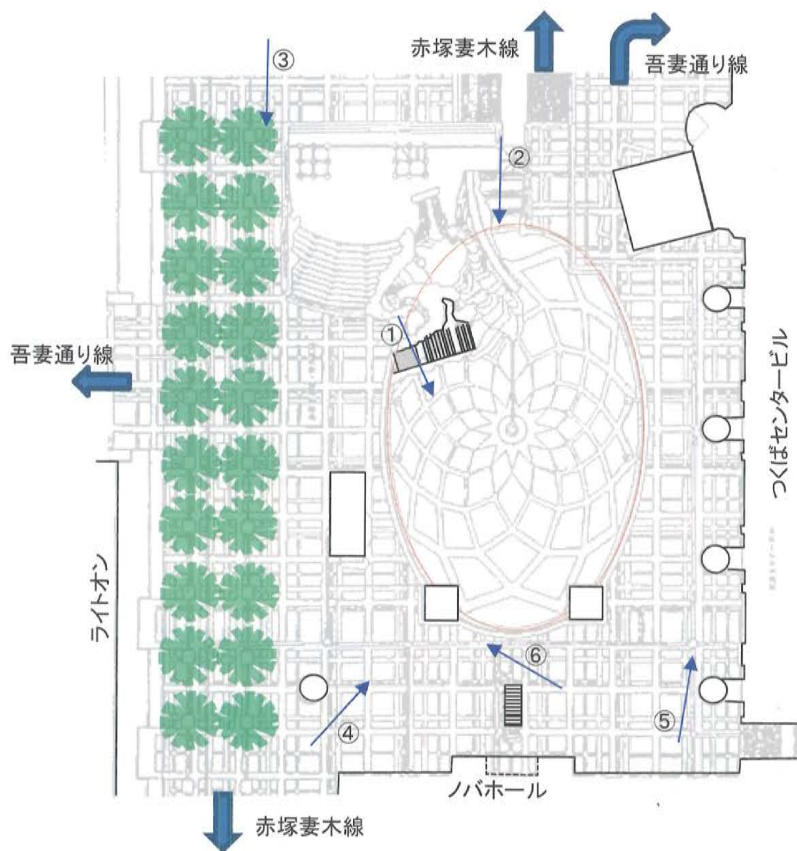 赤塚妻木線
吾妻通り線
③
②
①
吾妻通り線
つくばセンタービル
ライトオン
⑥
④
⑤
ノバホール
赤塚妻木線